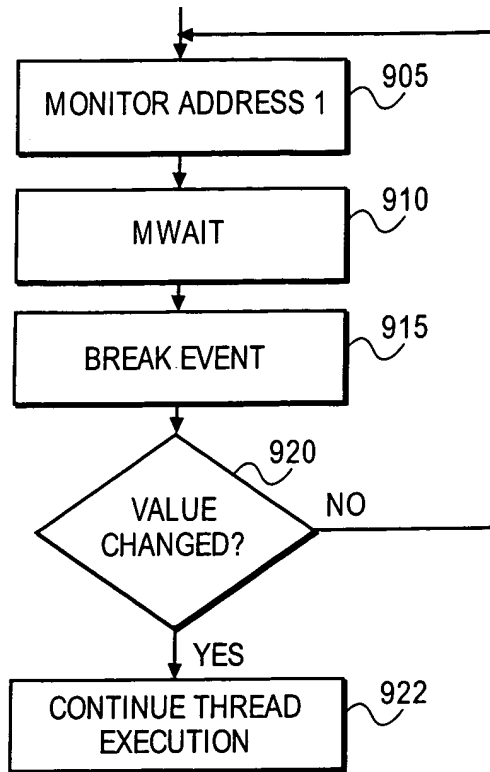 MONITOR ADDRESS 1
905
MWAIT
910
BREAK EVENT
915
920
VALUE
CHANGED?
NO
YES
CONTINUE THREAD
EXECUTION
922